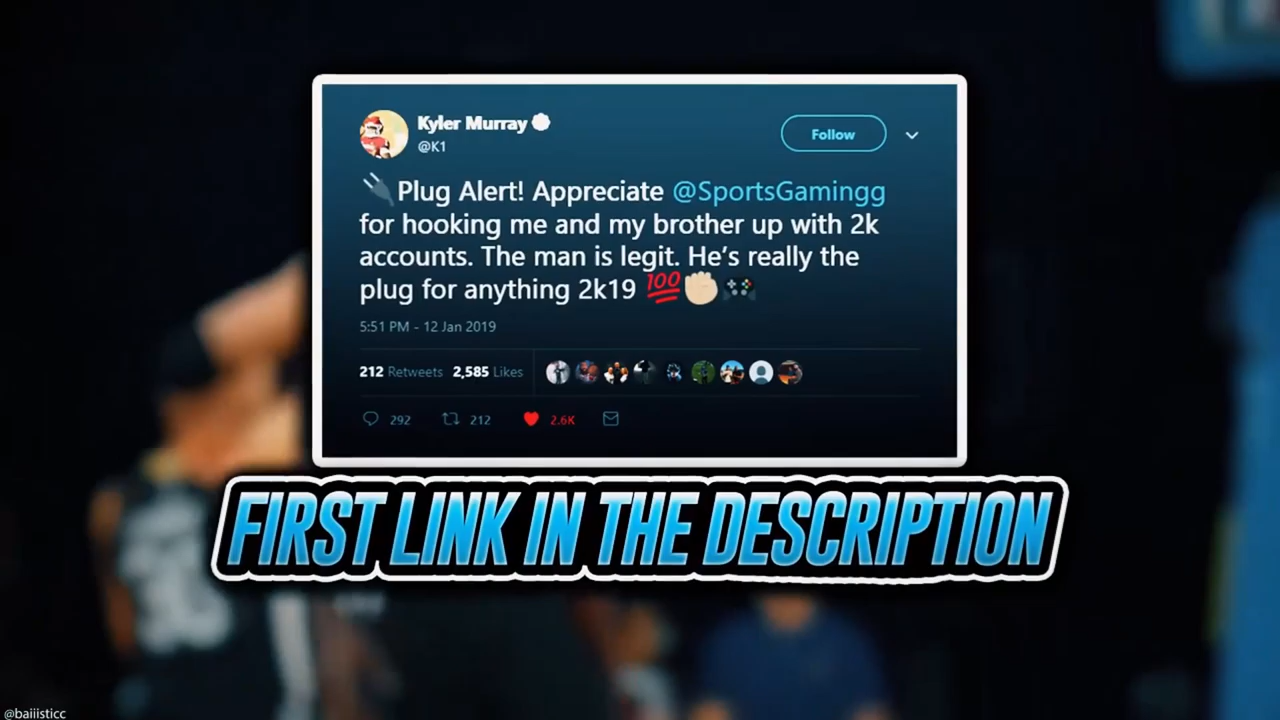 Kyler Murray
@K1
Follow
🔌Plug Alert! Appreciate @SportsGamingg
for hooking me and my brother up with 2k
accounts. The man is legit. He’s really the
plug for anything 2k19 💯✊🏼🎮
5:51 PM - 12 Jan 2019
212 Retweets 2,585 Likes
292 212 2.6K
FIRST LINK IN THE DESCRIPTION
@baiiisticc